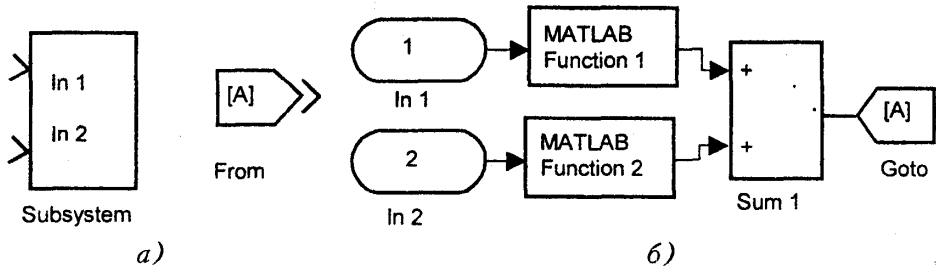 In 1
In 2
Subsystem
[A]
From
а)
1
In 1
2
In 2
MATLAB
Function 1
MATLAB
Function 2
+
+
Sum 1
[A]
Goto
б)